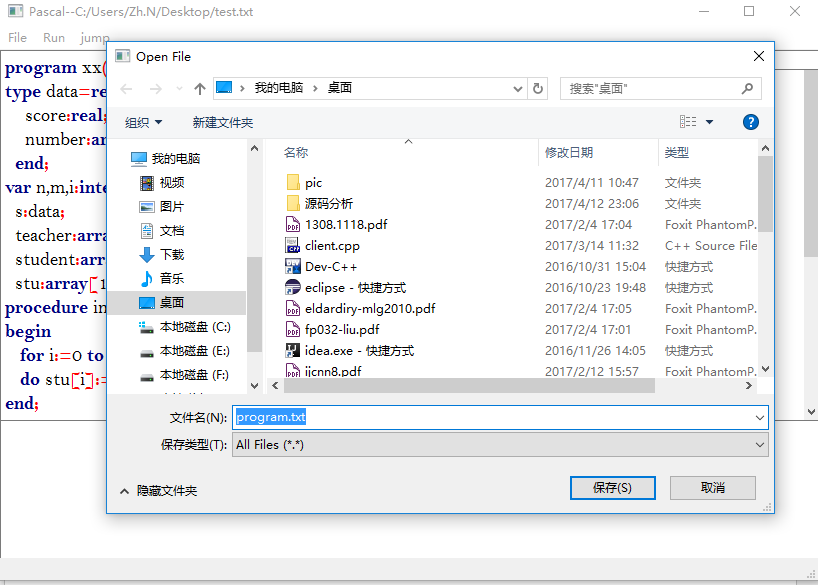 Pascal--C:/Users/Zh.N/Desktop/test.txt
File Run jump
program xx(
type data=re
score:real;
number:ar
end;
var n,m,i:inte
s:data;
teacher:arra
student:arr
stu:array[1
procedure in
begin
for i:=0 to
do stu[i]:=
end;
Open File
我的电脑 › 桌面
搜索"桌面"
组织 新建文件夹
我的电脑
视频
图片
文档
下载
音乐
桌面
本地磁盘 (C:)
本地磁盘 (E:)
本地磁盘 (F:)
名称 修改日期 类型
pic 2017/4/11 10:47 文件夹
源码分析 2017/4/12 23:06 文件夹
1308.1118.pdf 2017/2/4 17:04 Foxit PhantomP.
client.cpp 2017/3/14 11:32 C++ Source File
Dev-C++ 2016/10/31 15:04 快捷方式
eclipse - 快捷方式 2016/10/23 19:48 快捷方式
eldardiry-mlg2010.pdf 2017/2/4 17:05 Foxit PhantomP.
fp032-liu.pdf 2017/2/4 17:01 Foxit PhantomP.
idea.exe - 快捷方式 2016/11/26 14:05 快捷方式
ijcnn8.pdf 2017/2/12 15:57 Foxit PhantomP.
文件名(N): program.txt
保存类型(T): All Files (*.*)
隐藏文件夹
保存(S) 取消